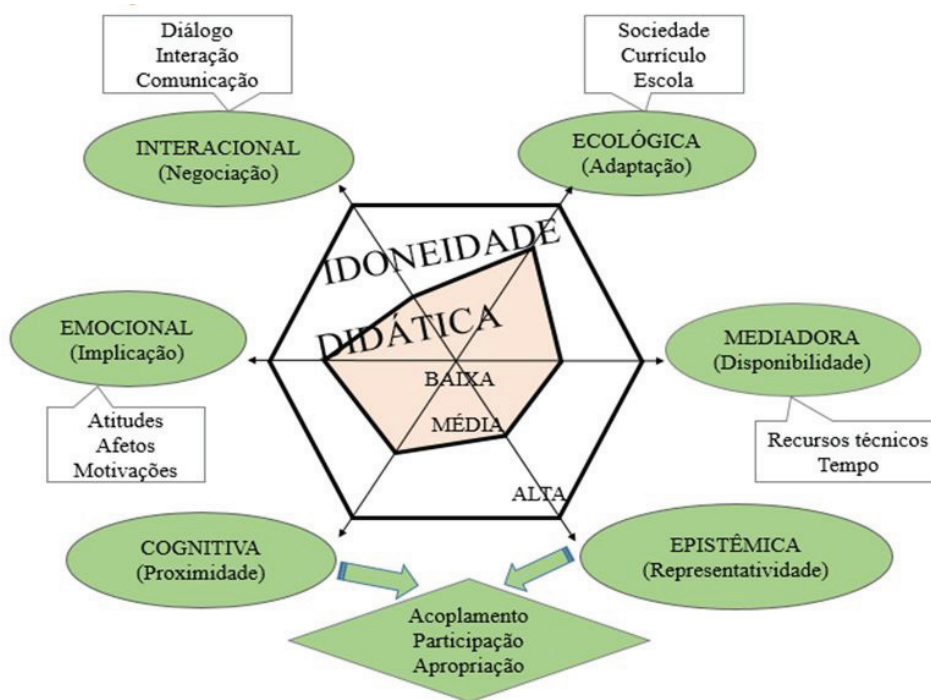 Diálogo
Interação
Comunicação
Sociedade
Currículo
Escola
INTERACIONAL
(Negociação)
ECOLÓGICA
(Adaptação)
IDONEIDADE
DIDÁTICA
EMOCIONAL
(Implicação)
MEDIADORA
(Disponibilidade)
BAIXA
MÉDIA
ALTA
Atitudes
Afetos
Motivações
Recursos técnicos
Tempo
COGNITIVA
(Proximidade)
EPISTÊMICA
(Representatividade)
Acoplamento
Participação
Apropriação